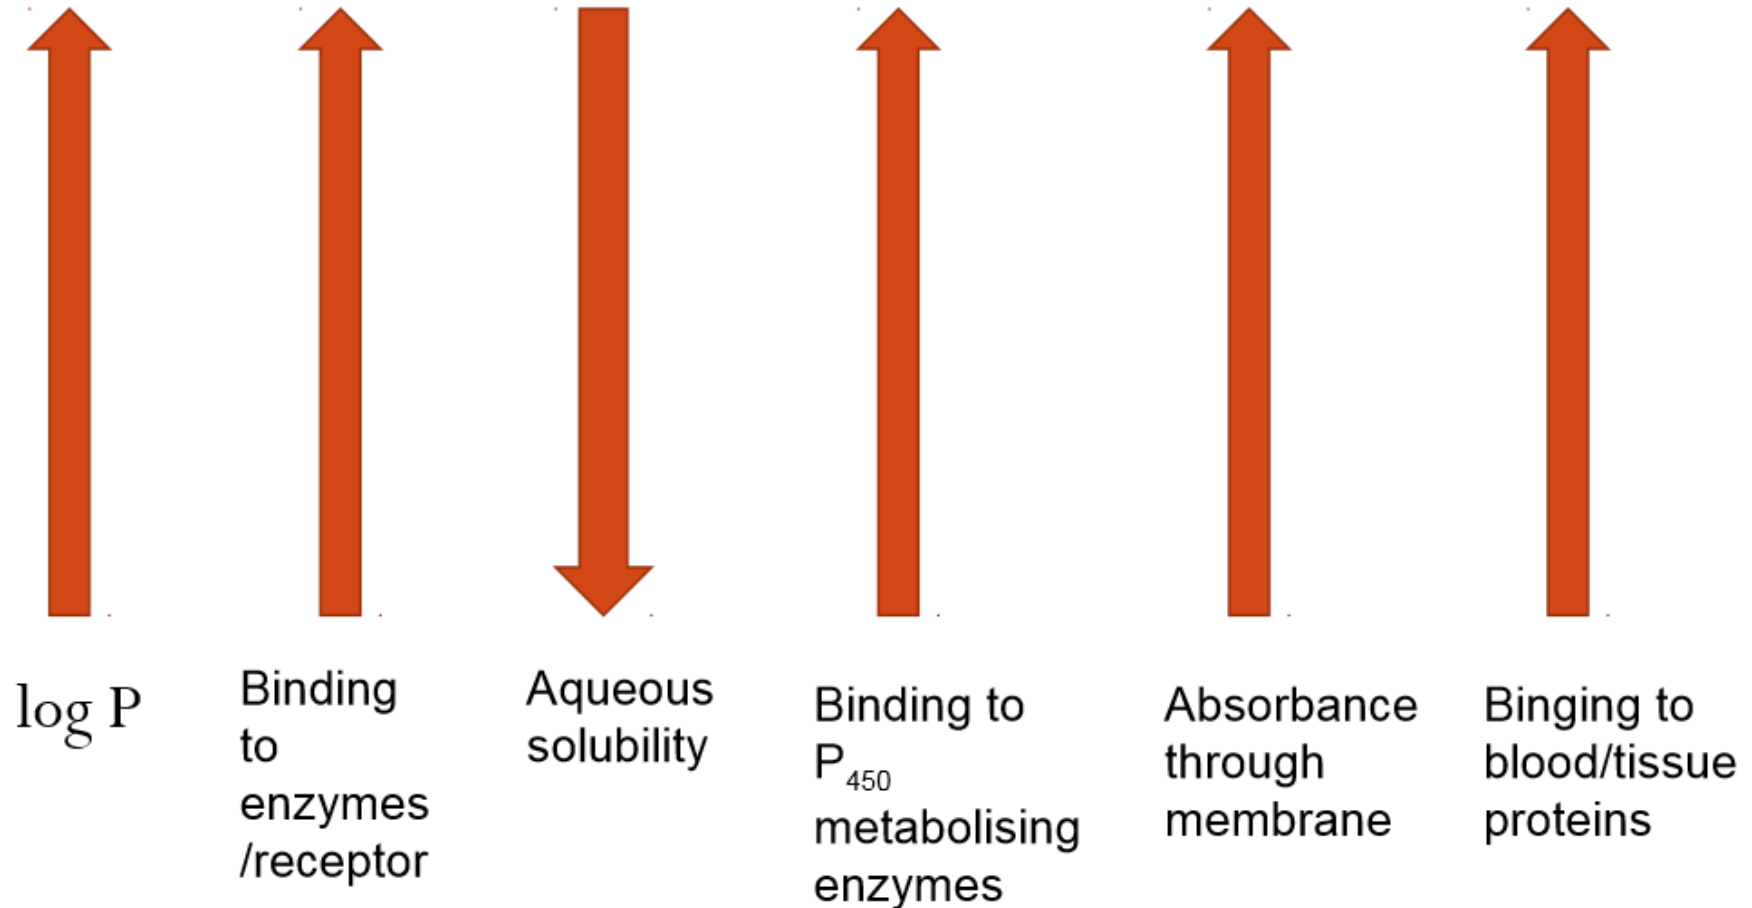 log P
Binding
to
enzymes
/receptor
Aqueous
solubility
Binding to
P450
metabolising
enzymes
Absorbance
through
membrane
Binging to
blood/tissue
proteins